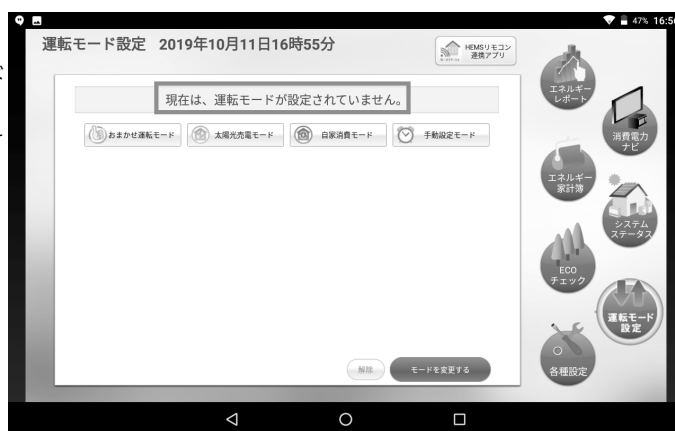 47% 16:56
運転モード設定 2019年10月11日16時55分
HEMSリモコン
連携アプリ
現在は、運転モードが設定されていません。
おまかせ運転モード
太陽光売電モード
自家消費モード
手動設定モード
エネルギー
レポート
消費電力
ナビ
エネルギー
家計簿
システム
ステータス
ECO
チェック
運転モード
設定
各種設定
解除
モードを変更する